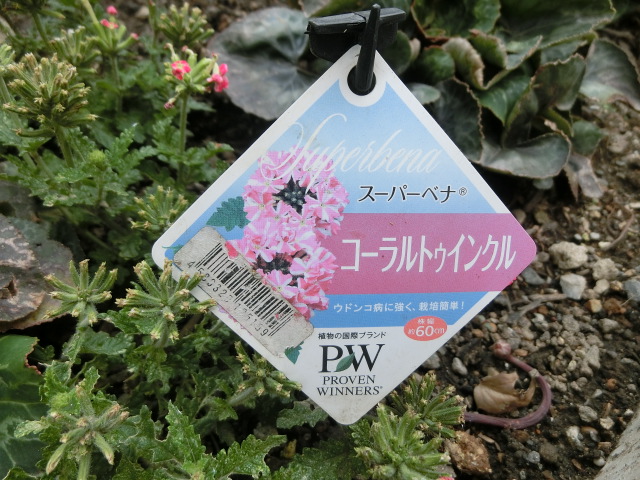 Superbena
スーパーベナ®
コーラルトゥインクル
ウドンコ病に強く、栽培簡単!
株幅
約60cm
植物の国際ブランド
PW
PROVEN
WINNERS®